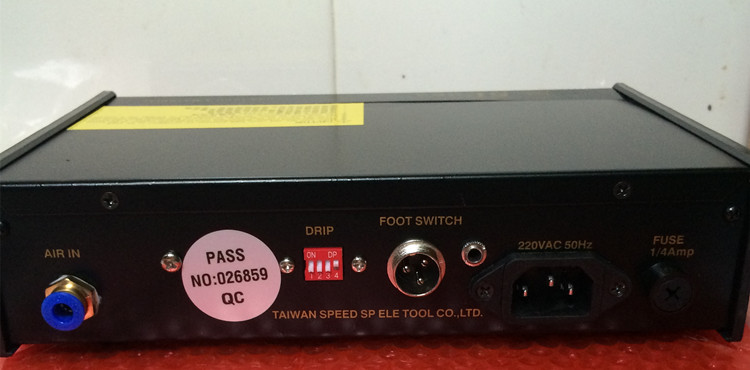 AIR IN
PASS
NO:026859
QC
DRIP
ON DP
1 2 3 4
FOOT SWITCH
220VAC 50Hz
FUSE
1/4Amp
TAIWAN SPEED SP ELE TOOL CO.,LTD.